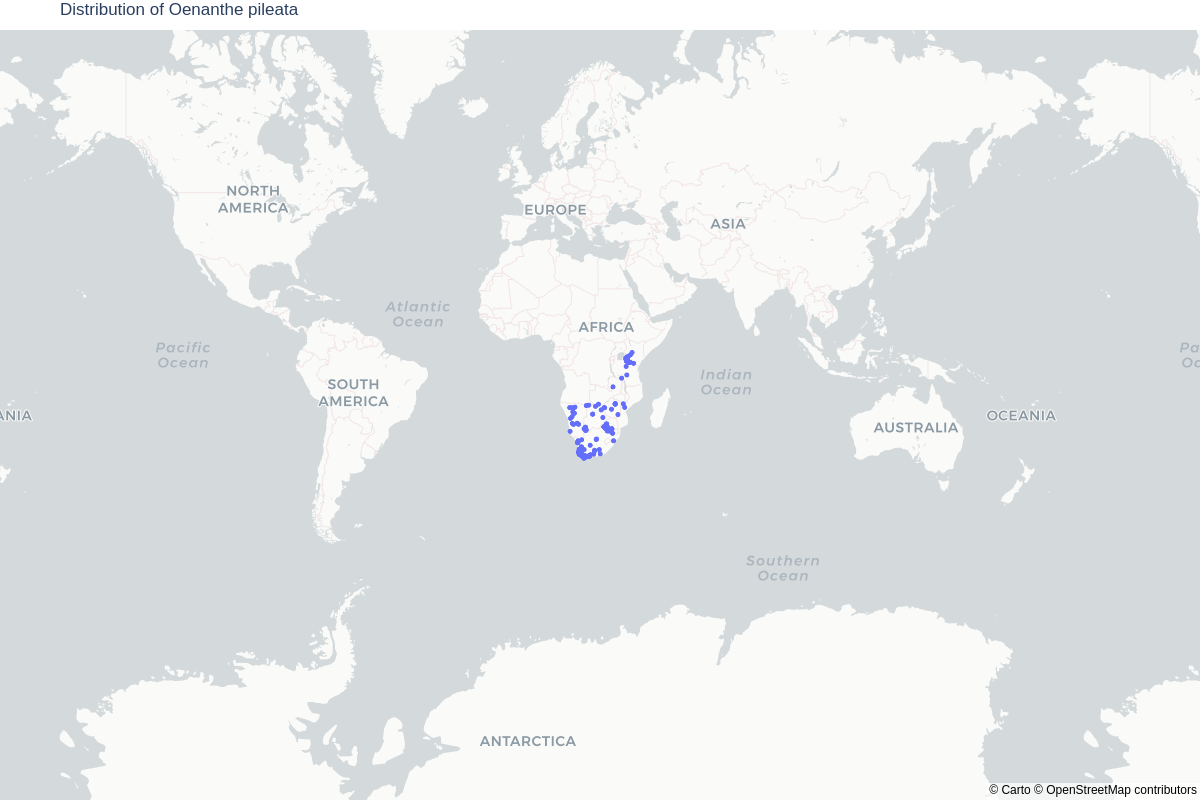 Distribution of Oenanthe pileata
NORTH
AMERICA
EUROPE
ASIA
Atlantic
Ocean
AFRICA
Pacific
Ocean
Pa
Oc
Indian
Ocean
SOUTH
AMERICA
ANIA
OCEANIA
AUSTRALIA
Southern
Ocean
ANTARCTICA
© Carto © OpenStreetMap contributors